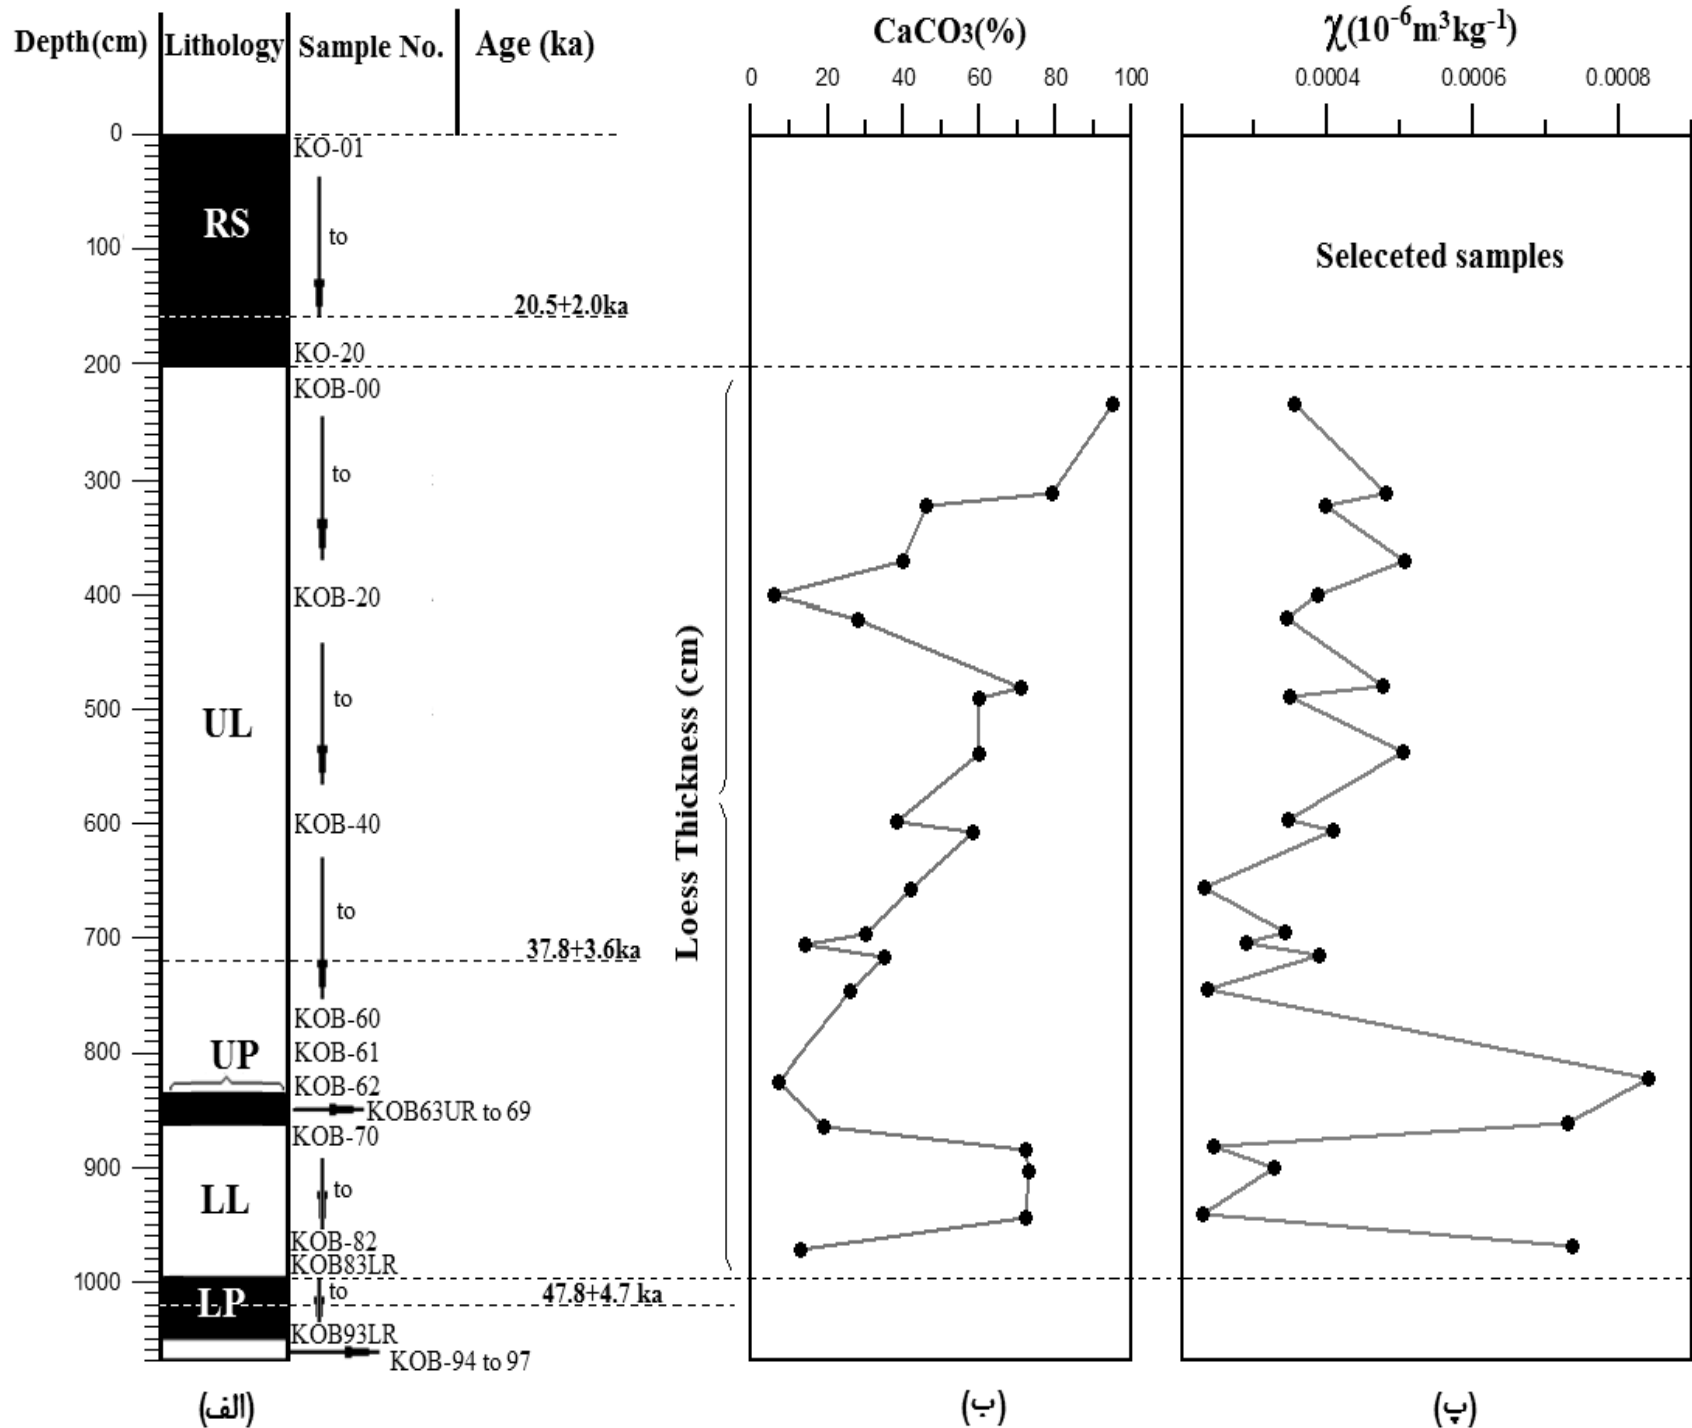 Depth(cm) Lithology Sample No. Age (ka) CaCO3(%) χ(10-6m3kg-1)
0 20 40 60 80 100 0.0004 0.0006 0.0008
0
KO-01
RS
to
100
Seleceted samples
20.5+2.0ka
KO-20
200
KOB-00
to
300
KOB-20
400
to
500
UL
Loess Thickness (cm)
KOB-40
600
to
700
37.8+3.6ka
KOB-60
UP
800
KOB-61
KOB-62
KOB63UR to 69
KOB-70
900
to
LL
KOB-82
KOB83LR
1000
to
LP
47.8+4.7 ka
KOB93LR
KOB-94 to 97
(الف) (ب) (پ)